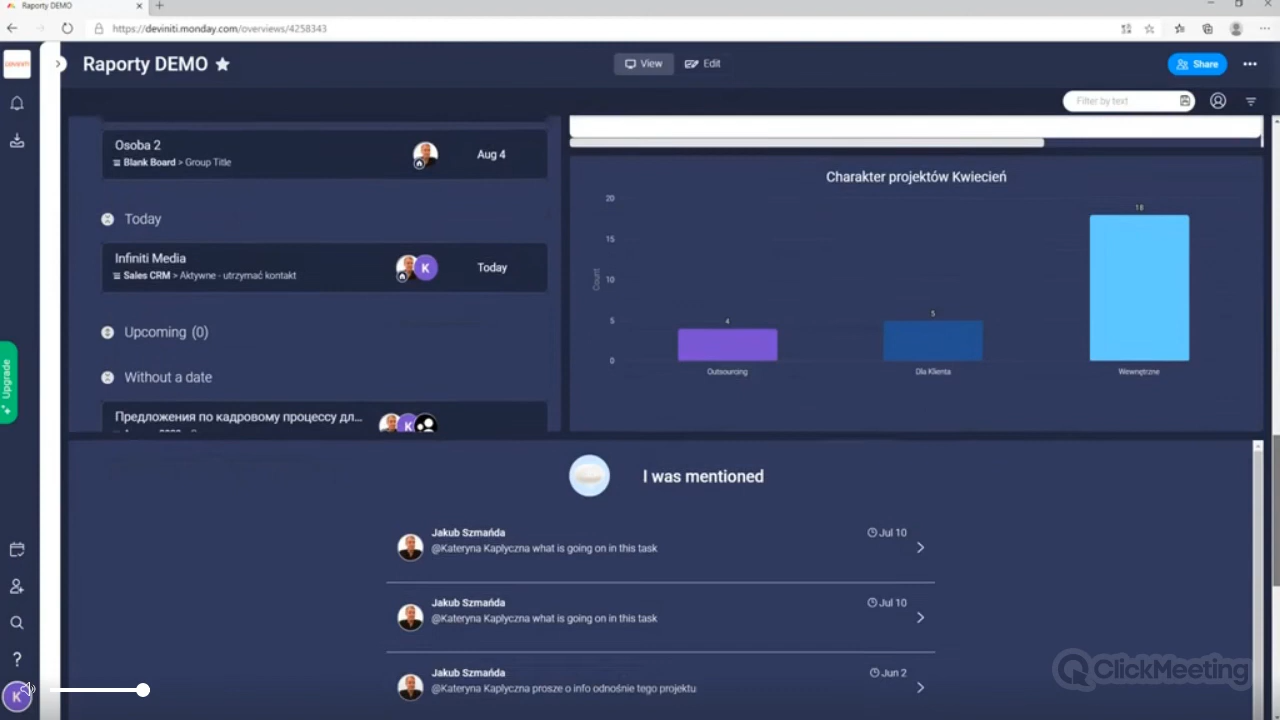 Raporty DEMO
https://deviniti.monday.com/overviews/4258343
Raporty DEMO
View
Edit
Share
Filter by text
Osoba 2
Blank Board > Group Title
Aug 4
Today
Infiniti Media
Sales CRM > Aktywne - utrzymać kontakt
K
Today
Upcoming (0)
Without a date
Предложения по кадровому процессу дл...
K
Charakter projektów Kwiecień
Count
20
15
10
5
0
4
5
18
Outsourcing
Dla Klienta
Wewnętrzne
Upgrade
I was mentioned
Jakub Szmańda
Jul 10
@Kateryna Kaplyczna what is going on in this task
Jakub Szmańda
Jul 10
@Kateryna Kaplyczna what is going on in this task
Jakub Szmańda
Jun 2
@Kateryna Kaplyczna prosze o info odnośnie tego projektu
?
K
ClickMeeting